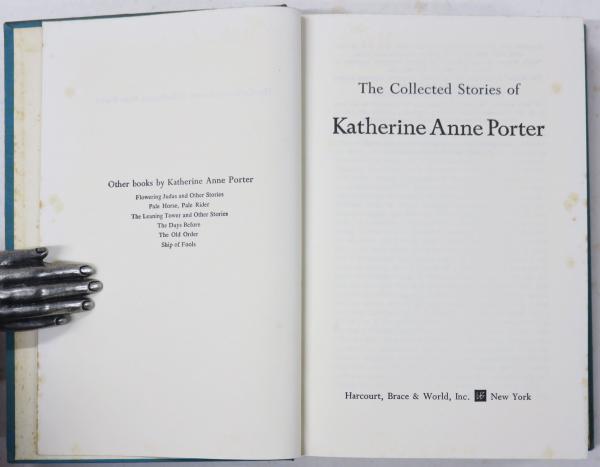 Other books by Katherine Anne Porter
Flowering Judas and Other Stories
Pale Horse, Pale Rider
The Leaning Tower and Other Stories
The Days Before
The Old Order
Ship of Fools
The Collected Stories of
Katherine Anne Porter
Harcourt, Brace & World, Inc. New York